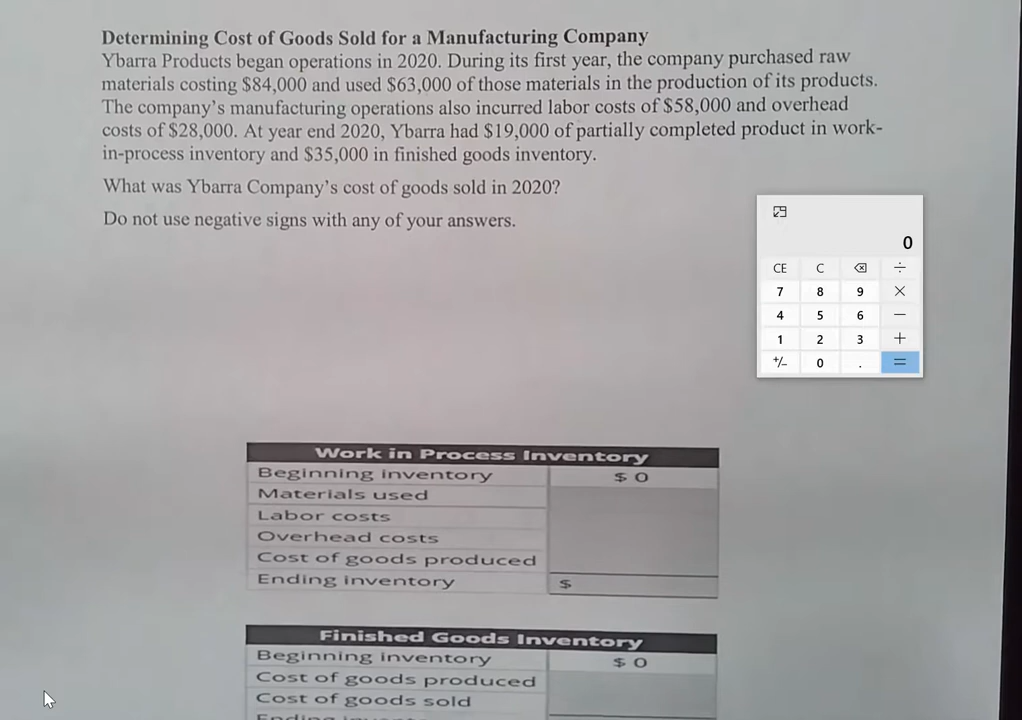 Determining Cost of Goods Sold for a Manufacturing Company
Ybarra Products began operations in 2020. During its first year, the company purchased raw
materials costing $84,000 and used $63,000 of those materials in the production of its products.
The company's manufacturing operations also incurred labor costs of $58,000 and overhead
costs of $28,000. At year end 2020, Ybarra had $19,000 of partially completed product in work-
in-process inventory and $35,000 in finished goods inventory.
What was Ybarra Company's cost of goods sold in 2020?
Do not use negative signs with any of your answers.
0
CE C ÷
7 8 9 ×
4 5 6 −
1 2 3 +
+/- 0 . =
Work in Process Inventory
Beginning inventory $ 0
Materials used
Labor costs
Overhead costs
Cost of goods produced
Ending inventory $
Finished Goods Inventory
Beginning inventory $ 0
Cost of goods produced
Cost of goods sold